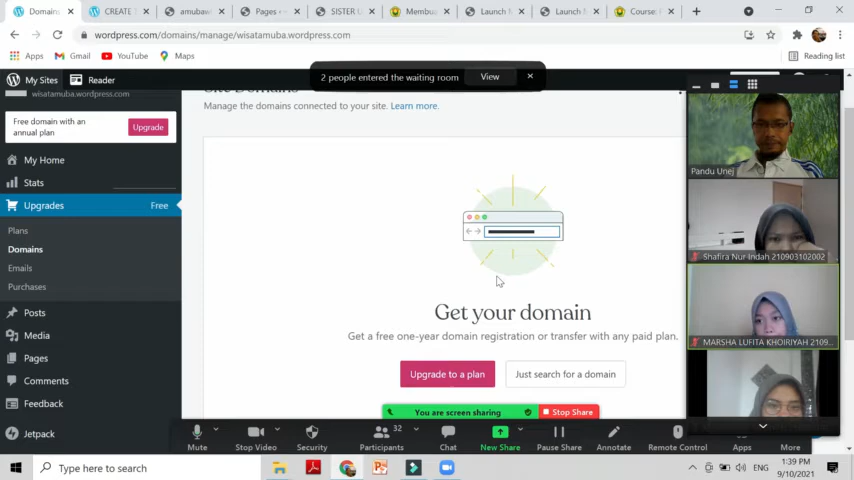 Domains
CREATE
amubaw
Pages
SISTER U
Membua
Launch M
Launch M
Course: F
wordpress.com/domains/manage/wisatamuba.wordpress.com
Apps
Gmail
YouTube
Maps
Reading list
My Sites
Reader
2 people entered the waiting room
View
wisatamuba.wordpress.com
Site Domains
Manage the domains connected to your site. Learn more.
Free domain with an
annual plan
Upgrade
My Home
Stats
Upgrades
Free
Plans
Domains
Emails
Purchases
Posts
Media
Pages
Comments
Feedback
Jetpack
Get your domain
Get a free one-year domain registration or transfer with any paid plan.
Upgrade to a plan
Just search for a domain
Pandu Unej
Shafira Nur Indah 210903102002
MARSHA LUFITA KHOIRIYAH 2109...
You are screen sharing
Stop Share
Mute
Stop Video
Security
Participants
32
Chat
New Share
Pause Share
Annotate
Remote Control
Apps
More
Type here to search
ENG
1:39 PM
9/10/2021